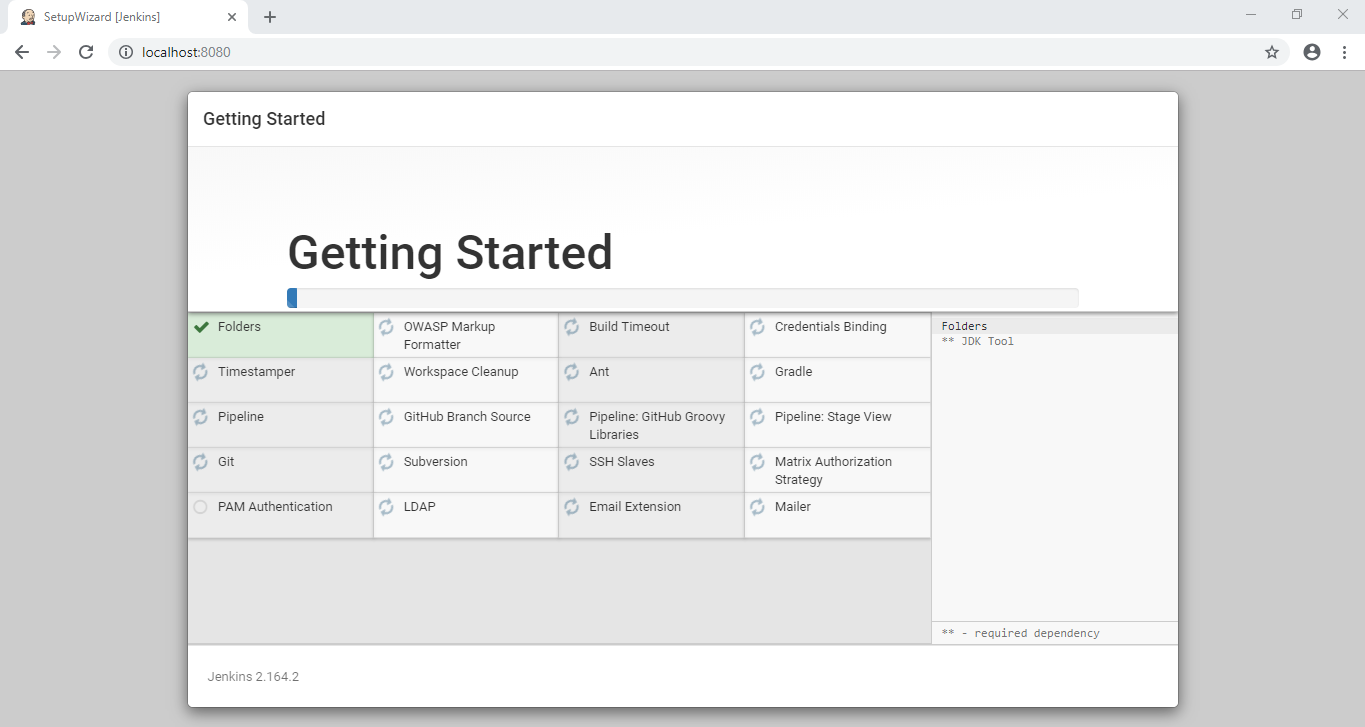 SetupWizard [Jenkins]
localhost:8080
Getting Started
Getting Started
Folders
OWASP Markup
Formatter
Build Timeout
Credentials Binding
Timestamper
Workspace Cleanup
Ant
Gradle
Pipeline
GitHub Branch Source
Pipeline: GitHub Groovy
Libraries
Pipeline: Stage View
Git
Subversion
SSH Slaves
Matrix Authorization
Strategy
PAM Authentication
LDAP
Email Extension
Mailer
Folders
** JDK Tool
** - required dependency
Jenkins 2.164.2